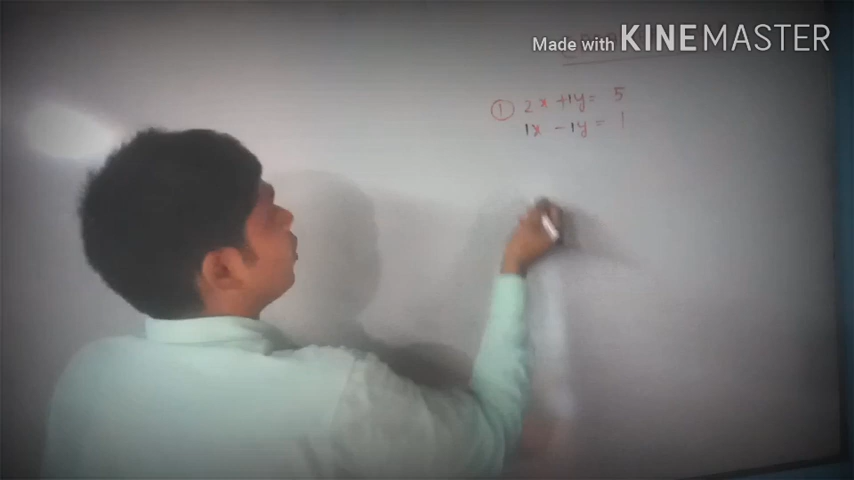 Made with KINEMASTER
① 2x + 1y = 5
1x - 1y = 1